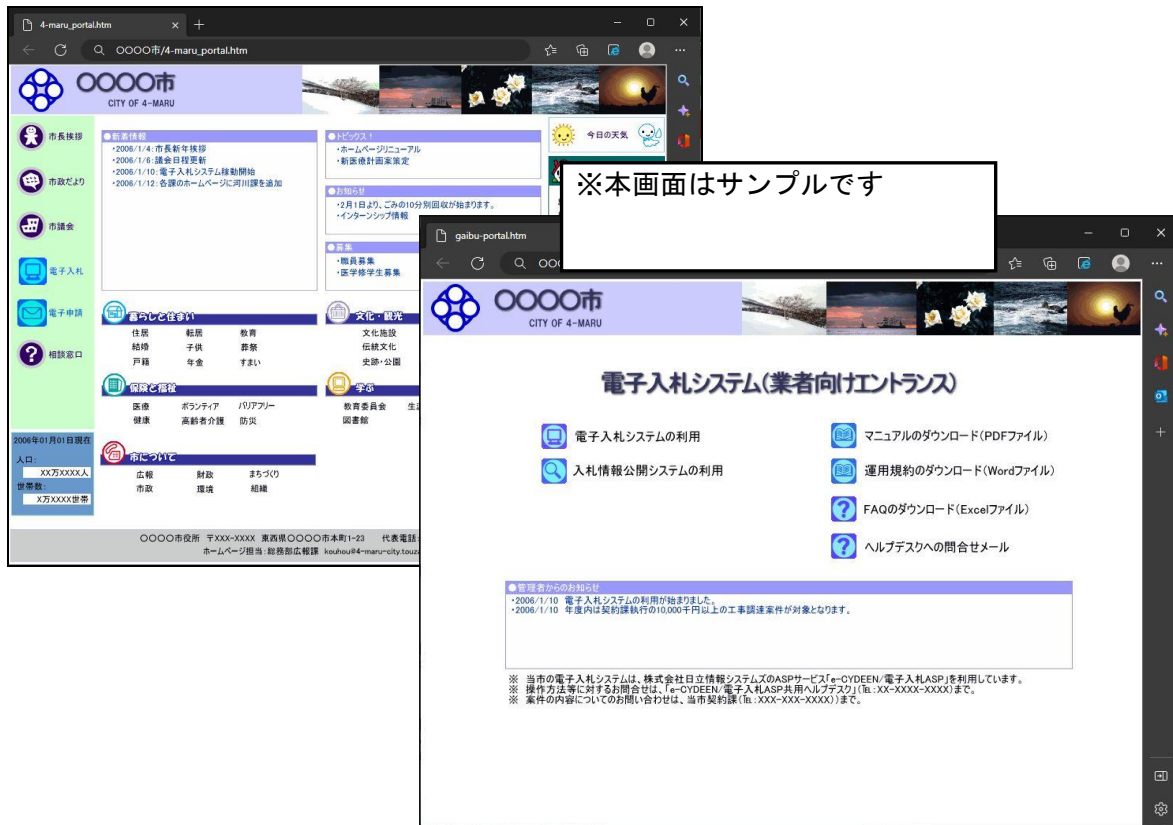 4-maru_portal.htm
〇〇〇〇市/4-maru_portal.htm
〇〇〇〇市
CITY OF 4-MARU
市長挨拶
市政だより
市議会
電子入札
電子申請
相談窓口
2006年01月01日現在
人口:
XX万XXXX人
世帯数:
X万XXXX世帯
●新着情報
・2006/1/4:市長新年挨拶
・2006/1/6:議会日程更新
・2006/1/10:電子入札システム稼動開始
・2006/1/12:各課のホームページに河川課を追加
●トピックス!
・ホームページリニューアル
・新医療計画案策定
●お知らせ
・2月1日より、ごみの10分別回収が始まります。
・インターンシップ情報
●募集
・職員募集
・医学修学生募集
今日の天気
暮らしと住まい
住居 転居 教育
結婚 子供 葬祭
戸籍 年金 すまい
文化・観光
文化施設
伝統文化
史跡・公園
保険と福祉
医療 ボランティア バリアフリー
健康 高齢者介護 防災
学ぶ
教育委員会
図書館
市について
広報 財政 まちづくり
市政 環境 組織
〇〇〇〇市役所 〒XXX-XXXX 東西県〇〇〇〇市本町1-23 代表電話
ホームページ担当:総務部広報課 kouhou@4-maru-city.touza
※本画面はサンプルです
gaibu-portal.htm
〇〇〇〇市
CITY OF 4-MARU
電子入札システム(業者向けエントランス)
電子入札システムの利用
入札情報公開システムの利用
マニュアルのダウンロード(PDFファイル)
運用規約のダウンロード(Wordファイル)
FAQのダウンロード(Excelファイル)
ヘルプデスクへの問合せメール
●管理者からのお知らせ
・2006/1/10 電子入札システムの利用が始まりました。
・2006/1/10 年度内は契約課執行の10,000千円以上の工事調達案件が対象となります。
※ 当市の電子入札システムは、株式会社日立情報システムズのASPサービス「e-CYDEEN/電子入札ASP」を利用しています。
※ 操作方法等に対するお問合せは、「e-CYDEEN/電子入札ASP共用ヘルプデスク」(℡:XX-XXXX-XXXX)まで。
※ 案件の内容についてのお問い合わせは、当市契約課(℡:XXX-XXX-XXXX))まで。